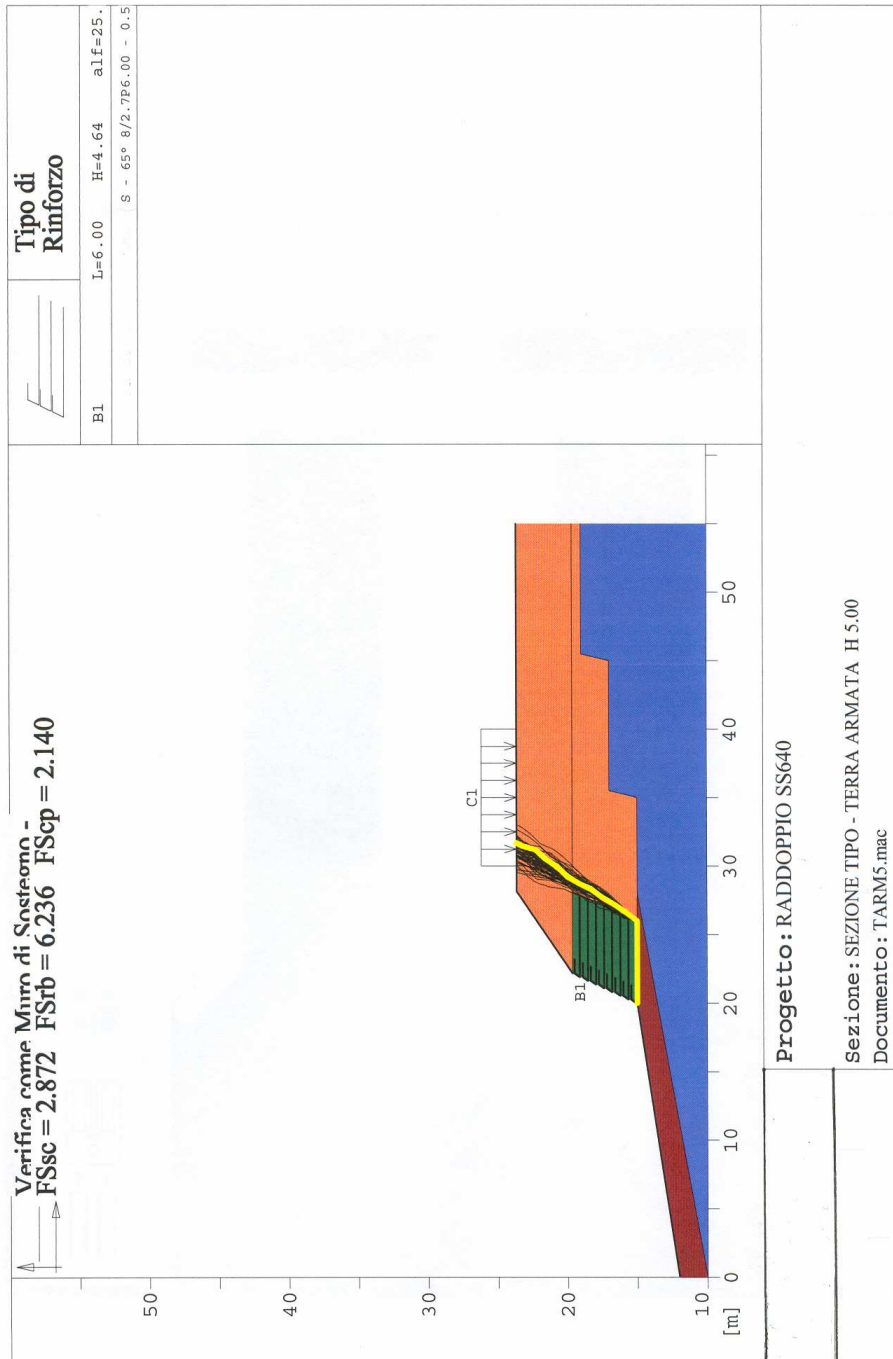 Verifica come Muro di Sostegno -
FSsc = 2.872 FSrb = 6.236 FScp = 2.140
Tipo di
Rinforzo
B1 L=6.00 H=4.64 alf=25.
S - 65° 8/2.7P6.00 - 0.5
50
40
30
20
10
[m]
C1
B1
0 10 20 30 40 50
Progetto: RADDOPPIO SS640
Sezione: SEZIONE TIPO - TERRA ARMATA H 5.00
Documento: TARM5.mac